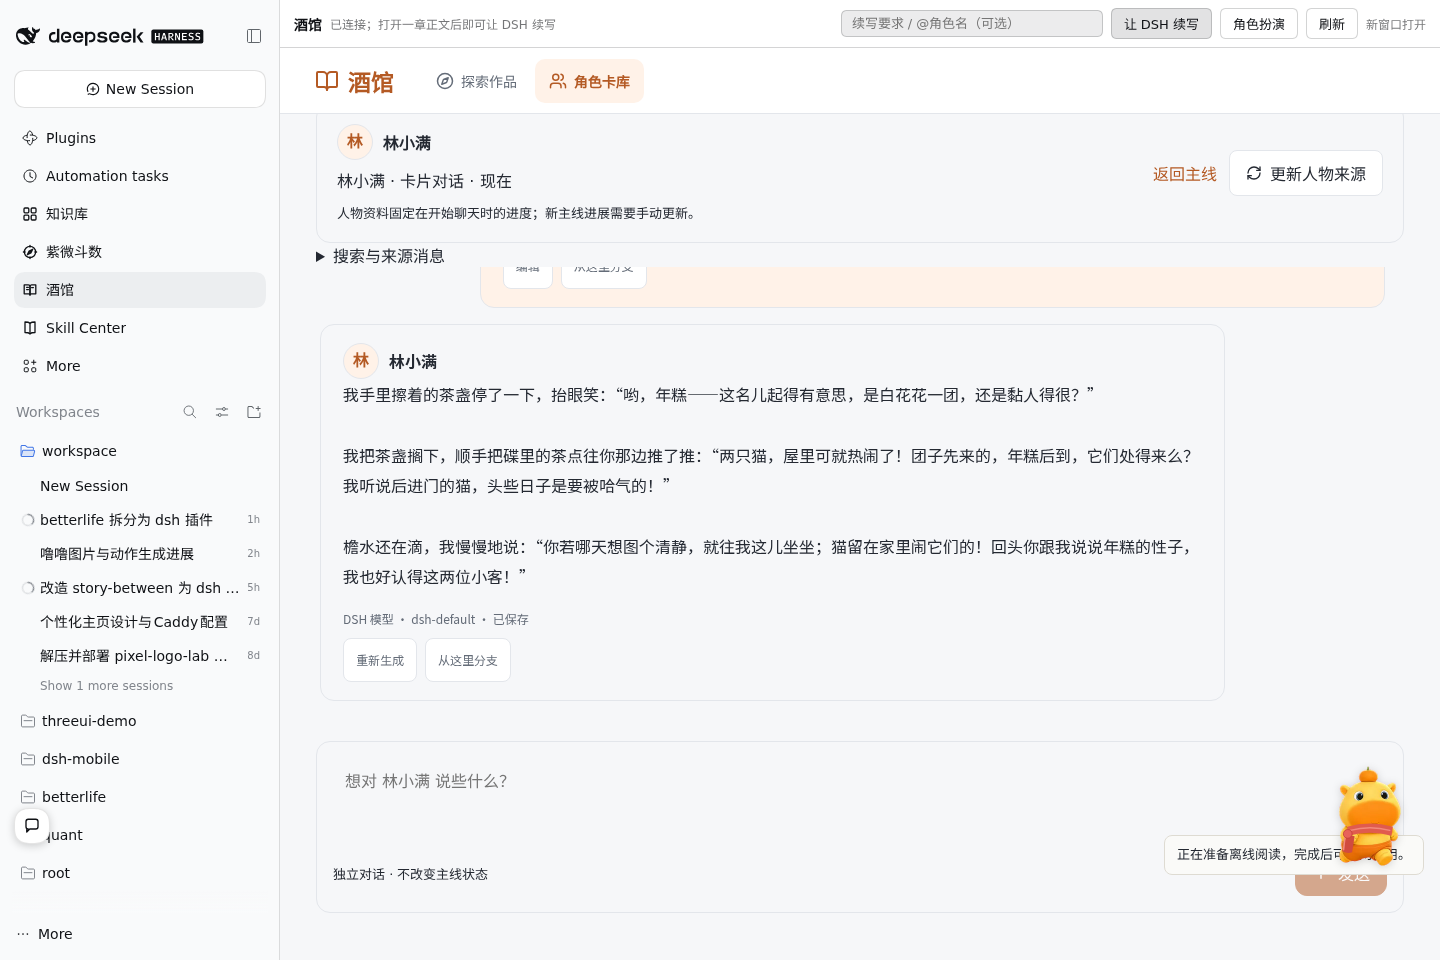 deepseek HARNESS
New Session
Plugins
Automation tasks
知识库
紫微斗数
酒馆
Skill Center
More
Workspaces
workspace
New Session
betterlife 拆分为 dsh 插件 1h
噜噜图片与动作生成进展 2h
改造 story-between 为 dsh ... 5h
个性化主页设计与Caddy配置 7d
解压并部署 pixel-logo-lab ... 8d
Show 1 more sessions
threeui-demo
dsh-mobile
betterlife
quant
root
... More
酒馆 已连接；打开一章正文后即可让 DSH 续写 续写要求 / @角色名（可选） 让 DSH 续写 角色扮演 刷新 新窗口打开
酒馆 探索作品 角色卡库
林 林小满
林小满 · 卡片对话 · 现在
返回主线 更新人物来源
人物资料固定在开始聊天时的进度；新主线进展需要手动更新。
搜索与来源消息
编辑 从这里分支
林 林小满
我手里擦着的茶盏停了一下，抬眼笑：“哟，年糕——这名儿起得有意思，是白花花一团，还是黏人得很？”
我把茶盏搁下，顺手把碟里的茶点往你那边推了推：“两只猫，屋里可就热闹了！团子先来的，年糕后到，它们处得来么？
我听说后进门的猫，头些日子是要被哈气的！”
檐水还在滴，我慢慢地说：“你若哪天想图个清静，就往我这儿坐坐；猫留在家里闹它们的！回头你跟我说说年糕的性子，
我也好认得这两位小客！”
DSH 模型 • dsh-default • 已保存
重新生成 从这里分支
想对 林小满 说些什么？
正在准备离线阅读，完成后可 用。
独立对话 · 不改变主线状态
发送